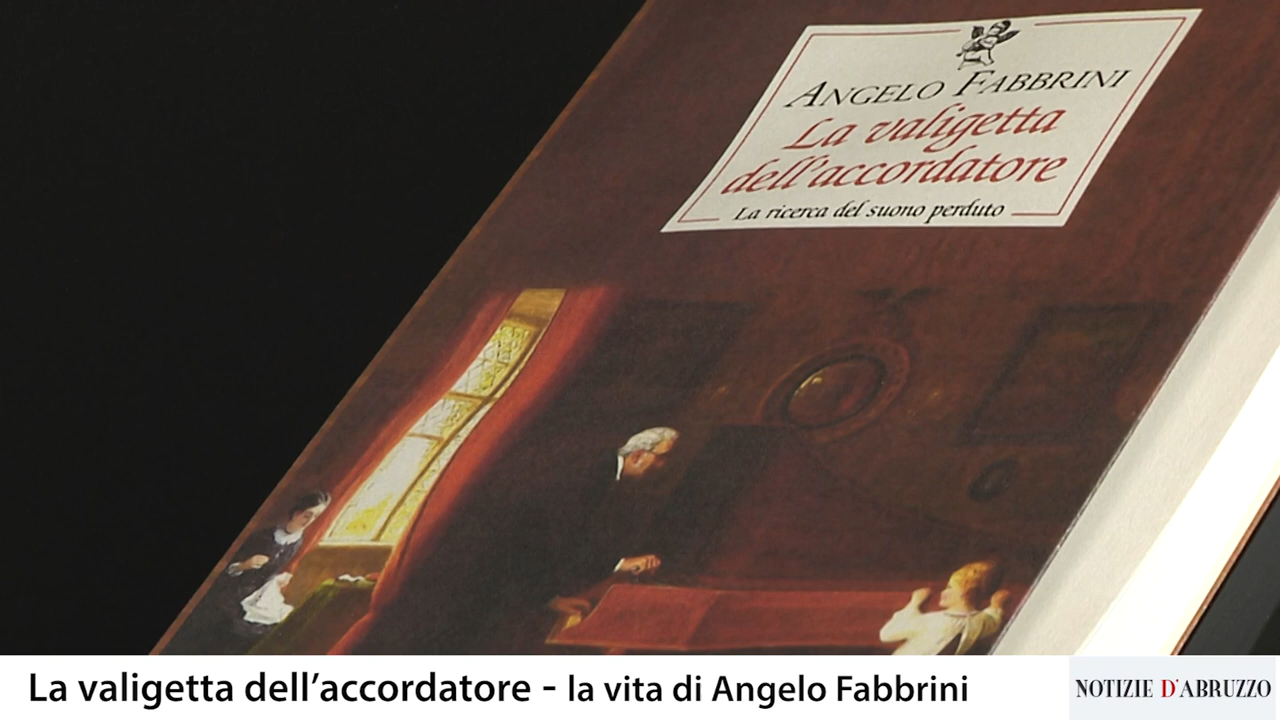 ANGELO FABBRINI
La valigetta
dell'accordatore
La ricerca del suono perduto
La valigetta dell'accordatore - la vita di Angelo Fabbrini
NOTIZIE D'ABRUZZO